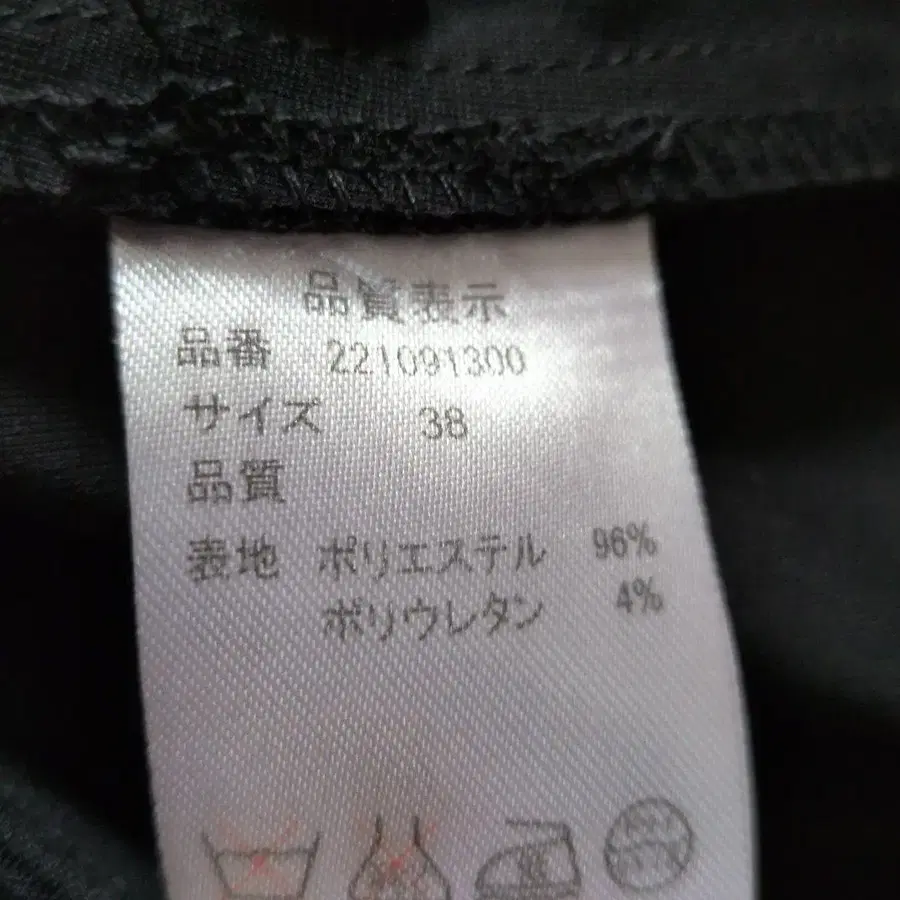 品質表示
品番 221091300
サイズ 38
品質
表地 ポリエステル 96%
ポリウレタン 4%